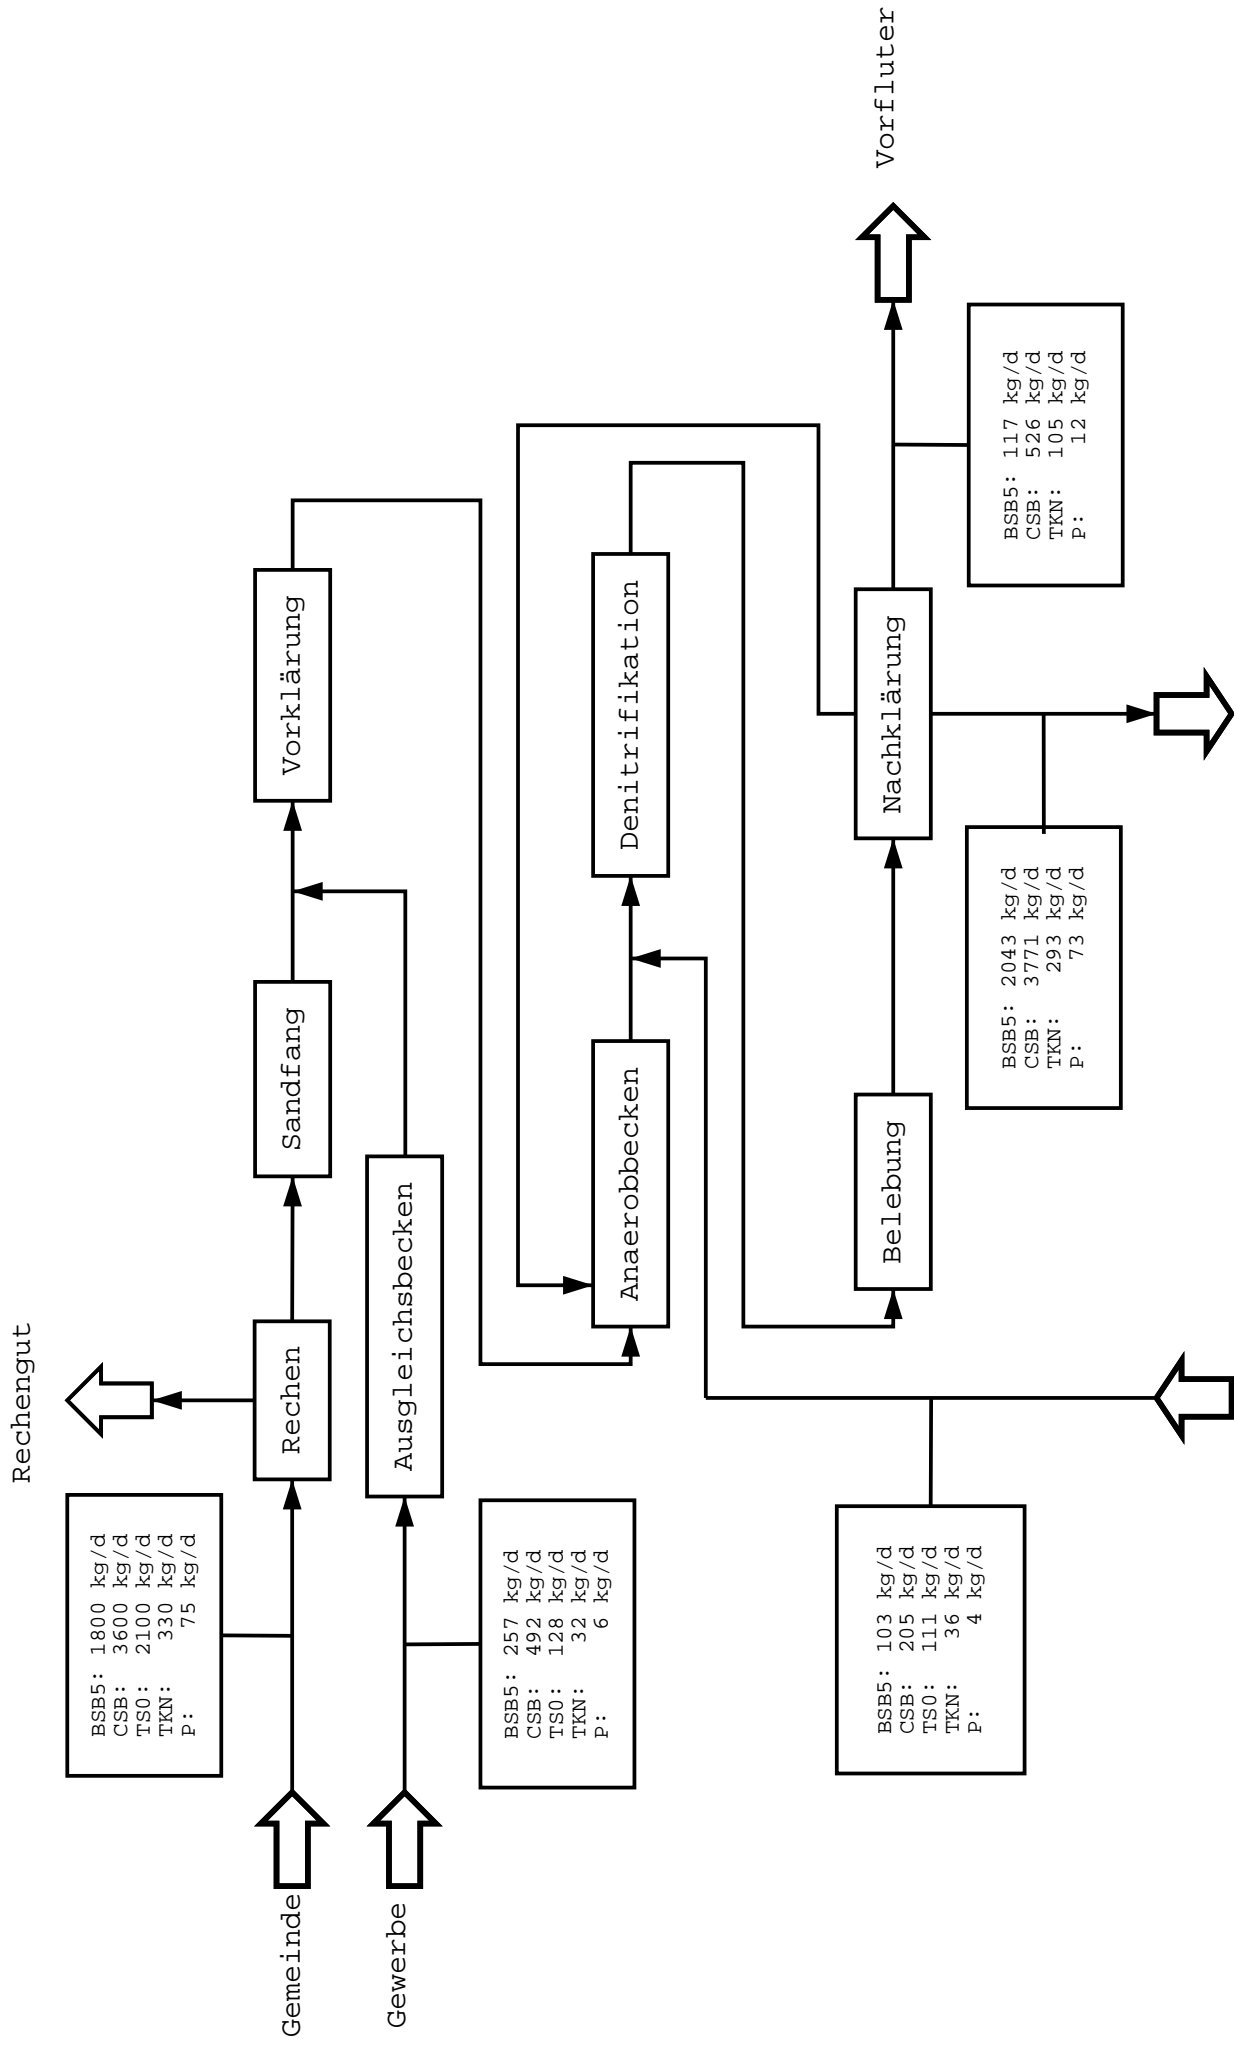 Rechengut
BSB5: 1800 kg/d
CSB: 3600 kg/d
TS0: 2100 kg/d
TKN: 330 kg/d
P: 75 kg/d
Gemeinde
Rechen
Sandfang
Vorklärung
Gewerbe
Ausgleichsbecken
BSB5: 257 kg/d
CSB: 492 kg/d
TS0: 128 kg/d
TKN: 32 kg/d
P: 6 kg/d
Anaerobbecken
Denitrifikation
Belebung
Nachklärung
Vorfluter
BSB5: 103 kg/d
CSB: 205 kg/d
TS0: 111 kg/d
TKN: 36 kg/d
P: 4 kg/d
BSB5: 2043 kg/d
CSB: 3771 kg/d
TKN: 293 kg/d
P: 73 kg/d
BSB5: 117 kg/d
CSB: 526 kg/d
TKN: 105 kg/d
P: 12 kg/d